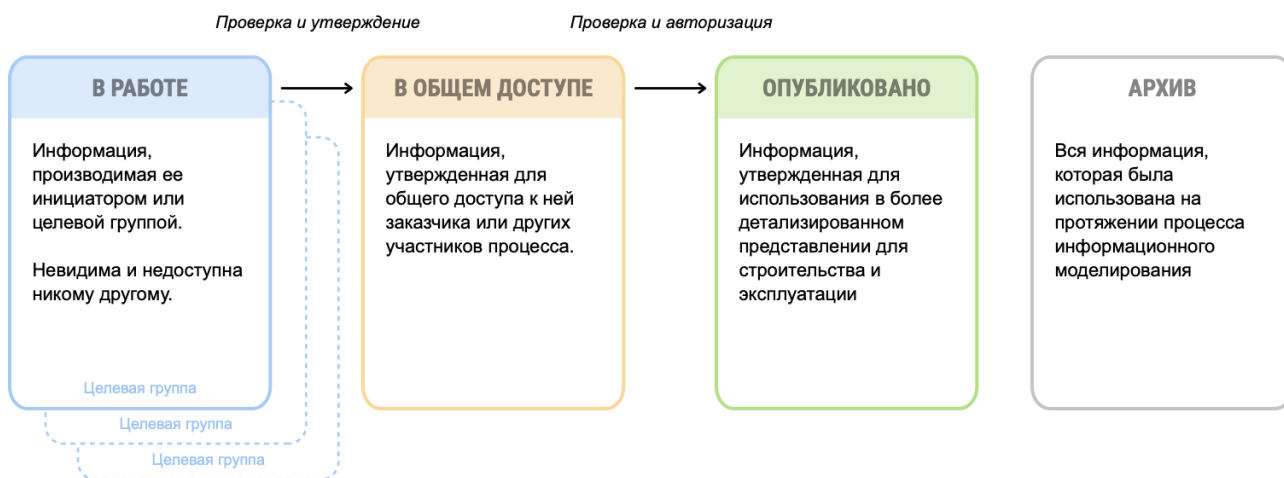 Проверка и утверждение
Проверка и авторизация
В РАБОТЕ
Информация,
производимая ее
инициатором или
целевой группой.
Невидима и недоступна
никому другому.
Целевая группа
Целевая группа
Целевая группа
В ОБЩЕМ ДОСТУПЕ
Информация,
утвержденная для
общего доступа к ней
заказчика или других
участников процесса.
ОПУБЛИКОВАНО
Информация,
утвержденная для
использования в более
детализированном
представлении для
строительства и
эксплуатации
АРХИВ
Вся информация,
которая была
использована на
протяжении процесса
информационного
моделирования